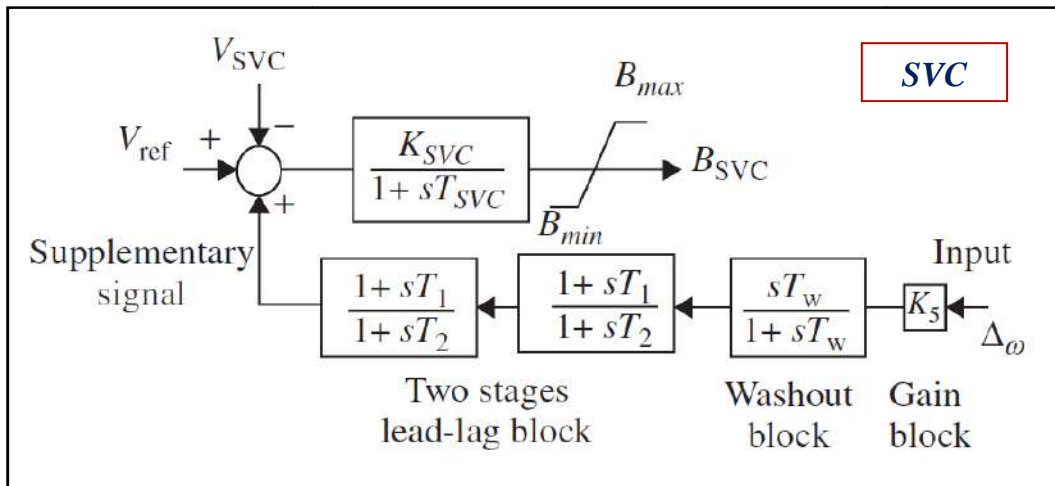 SVC
V_SVC
B_max
V_ref
+
−
+
K_SVC
1 + sT_SVC
B_SVC
B_min
Supplementary
signal
1 + sT_1
1 + sT_2
1 + sT_1
1 + sT_2
sT_w
1 + sT_w
K_5
Input
Δ_ω
Two stages
lead-lag block
Washout
block
Gain
block